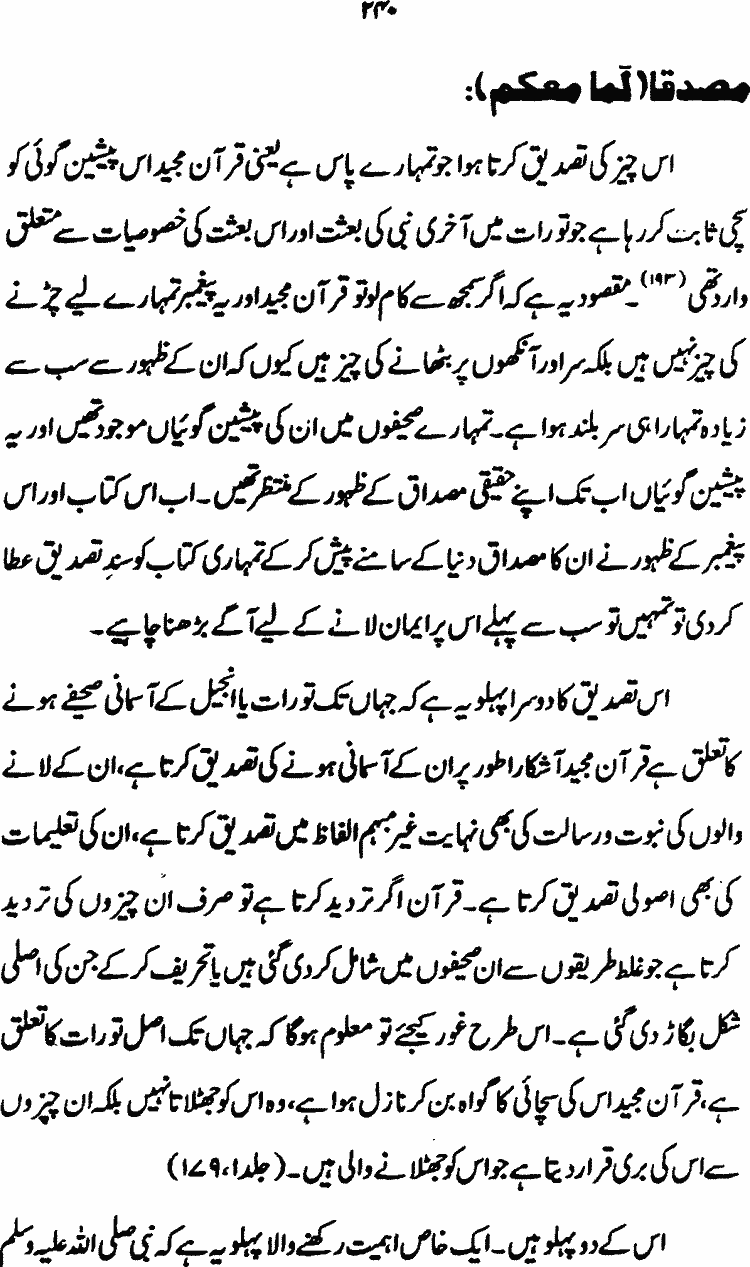 ۲۴۰
مصدقا(لّما معکم):
اس چیز کی تصدیق کرتا ہوا جو تمہارے پاس ہے یعنی قرآن مجید اس پیشین گوئی کو
سچی ثابت کر رہا ہے جو تورات میں آخری نبی کی بعثت اور اس بعثت کی خصوصیات سے متعلق
وارد تھی (۱۹۳)۔ مقصود یہ ہے کہ اگر سمجھ سے کام لو تو قرآن مجید اور یہ پیغمبر تمہارے لیے چڑنے
کی چیز نہیں ہیں بلکہ سر اور آنکھوں پر بٹھانے کی چیز ہیں کیوں کہ ان کے ظہور سے سب سے
زیادہ تمہارا ہی سر بلند ہوا ہے۔ تمہارے صحیفوں میں ان کی پیشین گوئیاں موجود تھیں اور یہ
پیشین گوئیاں اب تک اپنے حقیقی مصداق کے ظہور کے منتظر تھیں۔ اب اس کتاب اور اس
پیغمبر کے ظہور نے ان کا مصداق دنیا کے سامنے پیش کر کے تمہاری کتاب کو سندِ تصدیق عطا
کر دی تو تمہیں تو سب سے پہلے اس پر ایمان لانے کے لیے آگے بڑھنا چاہیے۔
اس تصدیق کا دوسرا پہلو یہ ہے کہ جہاں تک تورات یا انجیل کے آسمانی صحیفے ہونے
کا تعلق ہے قرآن مجید آشکارا طور پر ان کے آسمانی ہونے کی تصدیق کرتا ہے، ان کے لانے
والوں کی نبوت و رسالت کی بھی نہایت غیر مبہم الفاظ میں تصدیق کرتا ہے، ان کی تعلیمات
کی بھی اصولی تصدیق کرتا ہے۔ قرآن اگر تردید کرتا ہے تو صرف ان چیزوں کی تردید
کرتا ہے جو غلط طریقوں سے ان صحیفوں میں شامل کر دی گئی ہیں یا تحریف کر کے جن کی اصلی
شکل بگاڑ دی گئی ہے۔ اس طرح غور کیجئے تو معلوم ہوگا کہ جہاں تک اصل تورات کا تعلق
ہے، قرآن مجید اس کی سچائی کا گواہ بن کر نازل ہوا ہے، وہ اس کو جھٹلاتا نہیں بلکہ ان چیزوں
سے اس کی بری قرار دیتا ہے جو اس کو جھٹلانے والی ہیں۔ (جلد۱، ۱۷۹)
اس کے دو پہلو ہیں۔ ایک خاص اہمیت رکھنے والا پہلو یہ ہے کہ نبی صلی اللہ علیہ وسلم